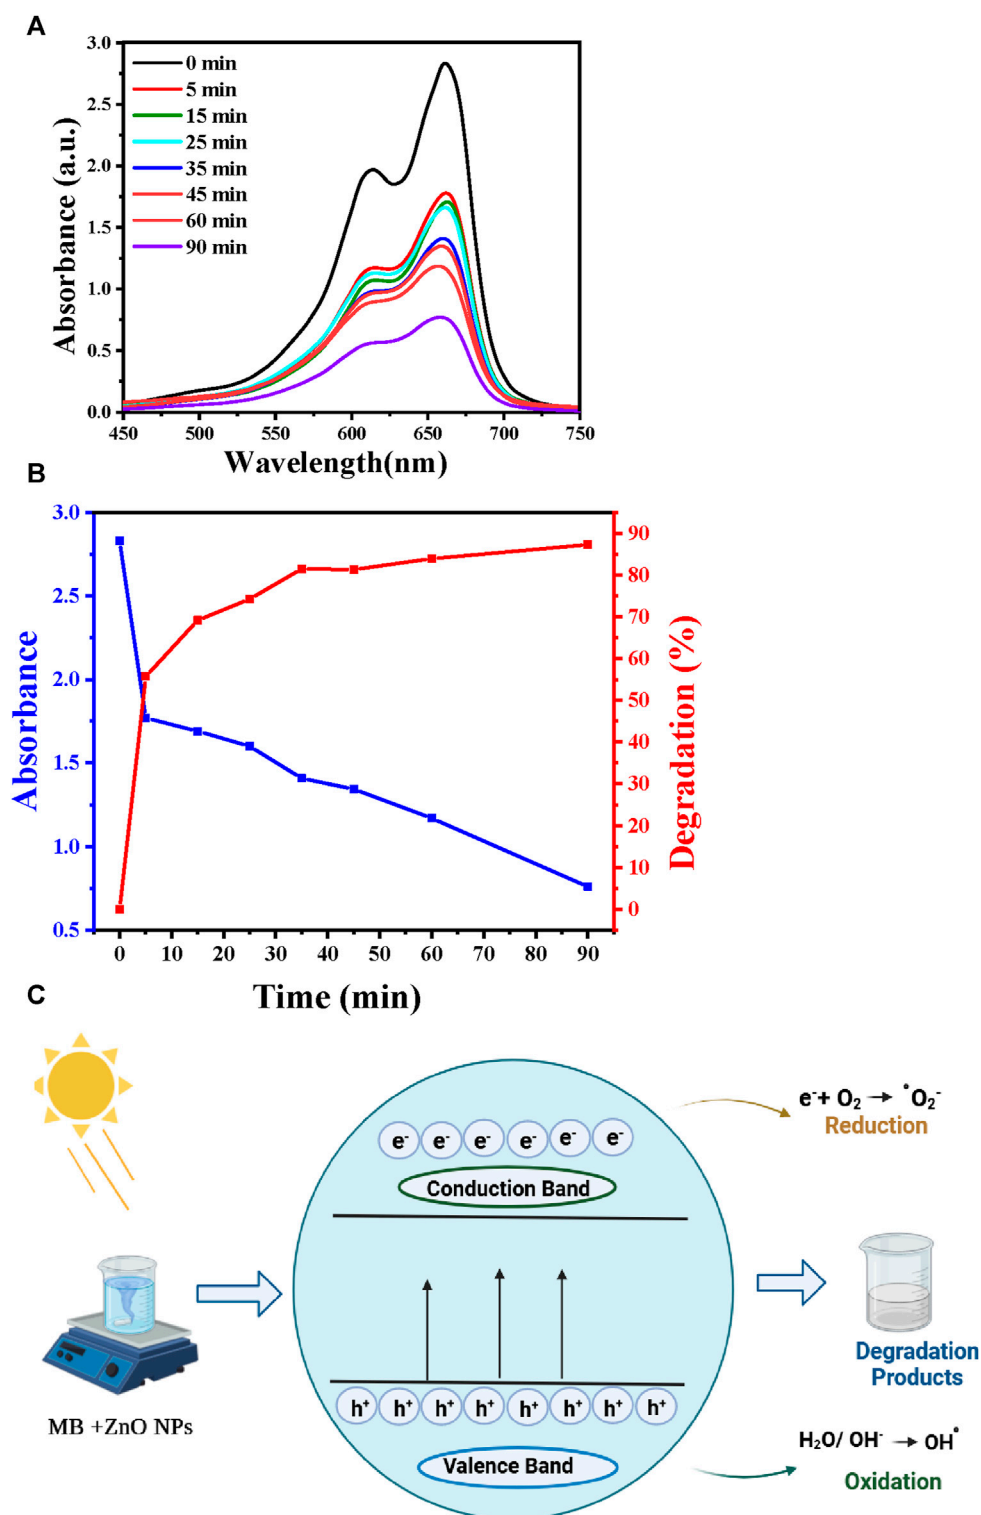 A
3.0
2.5
2.0
1.5
1.0
0.5
0.0
Absorbance (a.u.)
0 min
5 min
15 min
25 min
35 min
45 min
60 min
90 min
450 500 550 600 650 700 750
Wavelength(nm)
B
3.0
2.5
2.0
1.5
1.0
0.5
Absorbance
90
80
70
60
50
40
30
20
10
0
Degradation (%)
0 10 20 30 40 50 60 70 80 90
Time (min)
C
e⁻+ O₂ → •O₂⁻
Reduction
e⁻ e⁻ e⁻ e⁻ e⁻ e⁻
Conduction Band
MB +ZnO NPs
Degradation
Products
h⁺ h⁺ h⁺ h⁺ h⁺ h⁺ h⁺ h⁺
Valence Band
H₂O/ OH⁻ → OH•
Oxidation